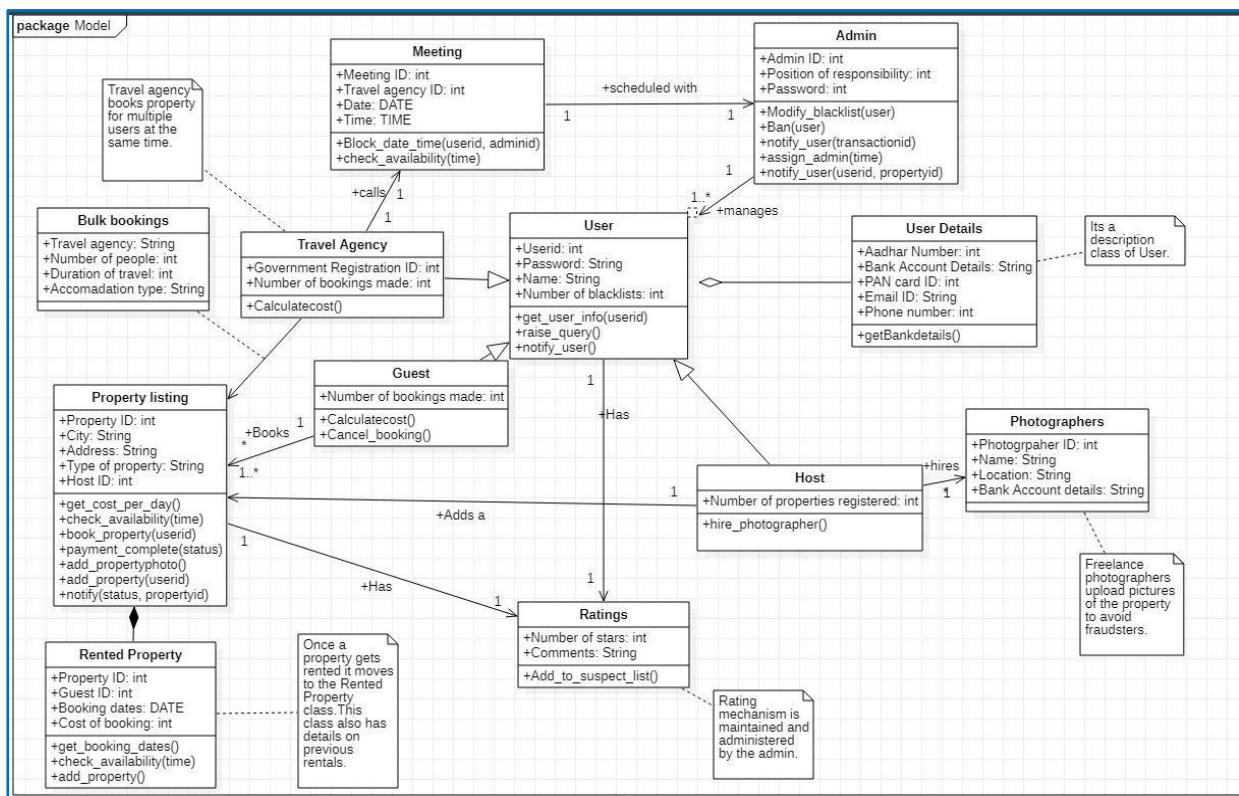 package Model
Meeting
+Meeting ID: int
+Travel agency ID: int
+Date: DATE
+Time: TIME
+Block_date_time(userid, adminid)
+check_availability(time)
Admin
+Admin ID: int
+Position of responsibility: int
+Password: int
+Modify_blacklist(user)
+Ban(user)
+notify_user(transactionid)
+assign_admin(time)
+notify_user(userid, propertyid)
+scheduled with
1
1
Travel agency
books property
for multiple
users at the
same time.
+calls
1
1
1
1..*
+manages
Bulk bookings
+Travel agency: String
+Number of people: int
+Duration of travel: int
+Accomadation type: String
Travel Agency
+Government Registration ID: int
+Number of bookings made: int
+Calculatecost()
User
+Userid: int
+Password: String
+Name: String
+Number of blacklists: int
+get_user_info(userid)
+raise_query()
+notify_user()
User Details
+Aadhar Number: int
+Bank Account Details: String
+PAN card ID: int
+Email ID: String
+Phone number: int
+getBankdetails()
Its a
description
class of User.
Guest
+Number of bookings made: int
+Calculatecost()
+Cancel_booking()
1
+Books
*
1..*
1
+Has
1
Property listing
+Property ID: int
+City: String
+Address: String
+Type of property: String
+Host ID: int
+get_cost_per_day()
+check_availability(time)
+book_property(userid)
+payment_complete(status)
+add_propertyphoto()
+add_property(userid)
+notify(status, propertyid)
Host
+Number of properties registered: int
+hire_photographer()
+hires
1
*
Photographers
+Photogrpaher ID: int
+Name: String
+Location: String
+Bank Account details: String
1
+Adds a
1
+Has
1
Freelance
photographers
upload pictures
of the property
to avoid
fraudsters.
Ratings
+Number of stars: int
+Comments: String
+Add_to_suspect_list()
Rented Property
+Property ID: int
+Guest ID: int
+Booking dates: DATE
+Cost of booking: int
+get_booking_dates()
+check_availability(time)
+add_property()
Once a
property gets
rented it moves
to the Rented
Property
class.This
class also has
details on
previous
rentals.
Rating
mechanism is
maintained and
administered
by the admin.